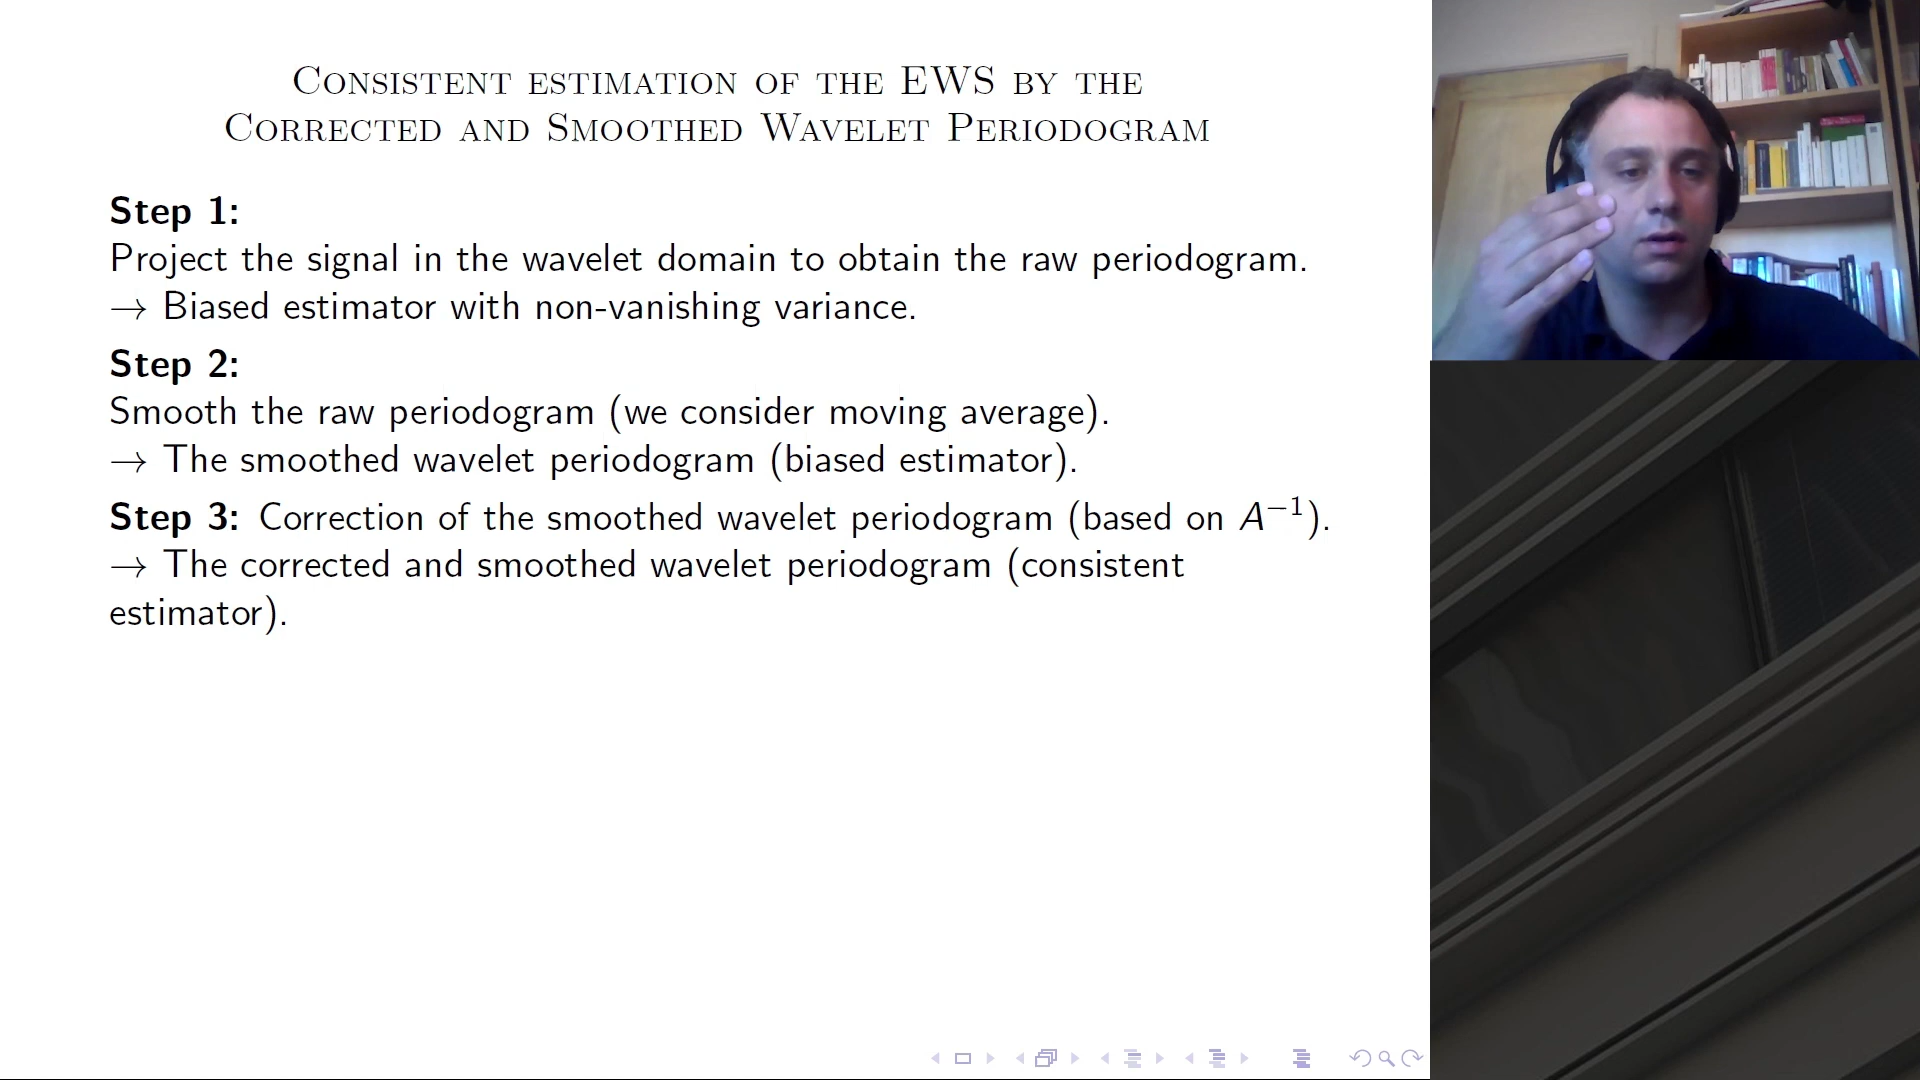 CONSISTENT ESTIMATION OF THE EWS BY THE
CORRECTED AND SMOOTHED WAVELET PERIODOGRAM
Step 1:
Project the signal in the wavelet domain to obtain the raw periodogram.
→ Biased estimator with non-vanishing variance.
Step 2:
Smooth the raw periodogram (we consider moving average).
→ The smoothed wavelet periodogram (biased estimator).
Step 3: Correction of the smoothed wavelet periodogram (based on A⁻¹).
→ The corrected and smoothed wavelet periodogram (consistent
estimator).